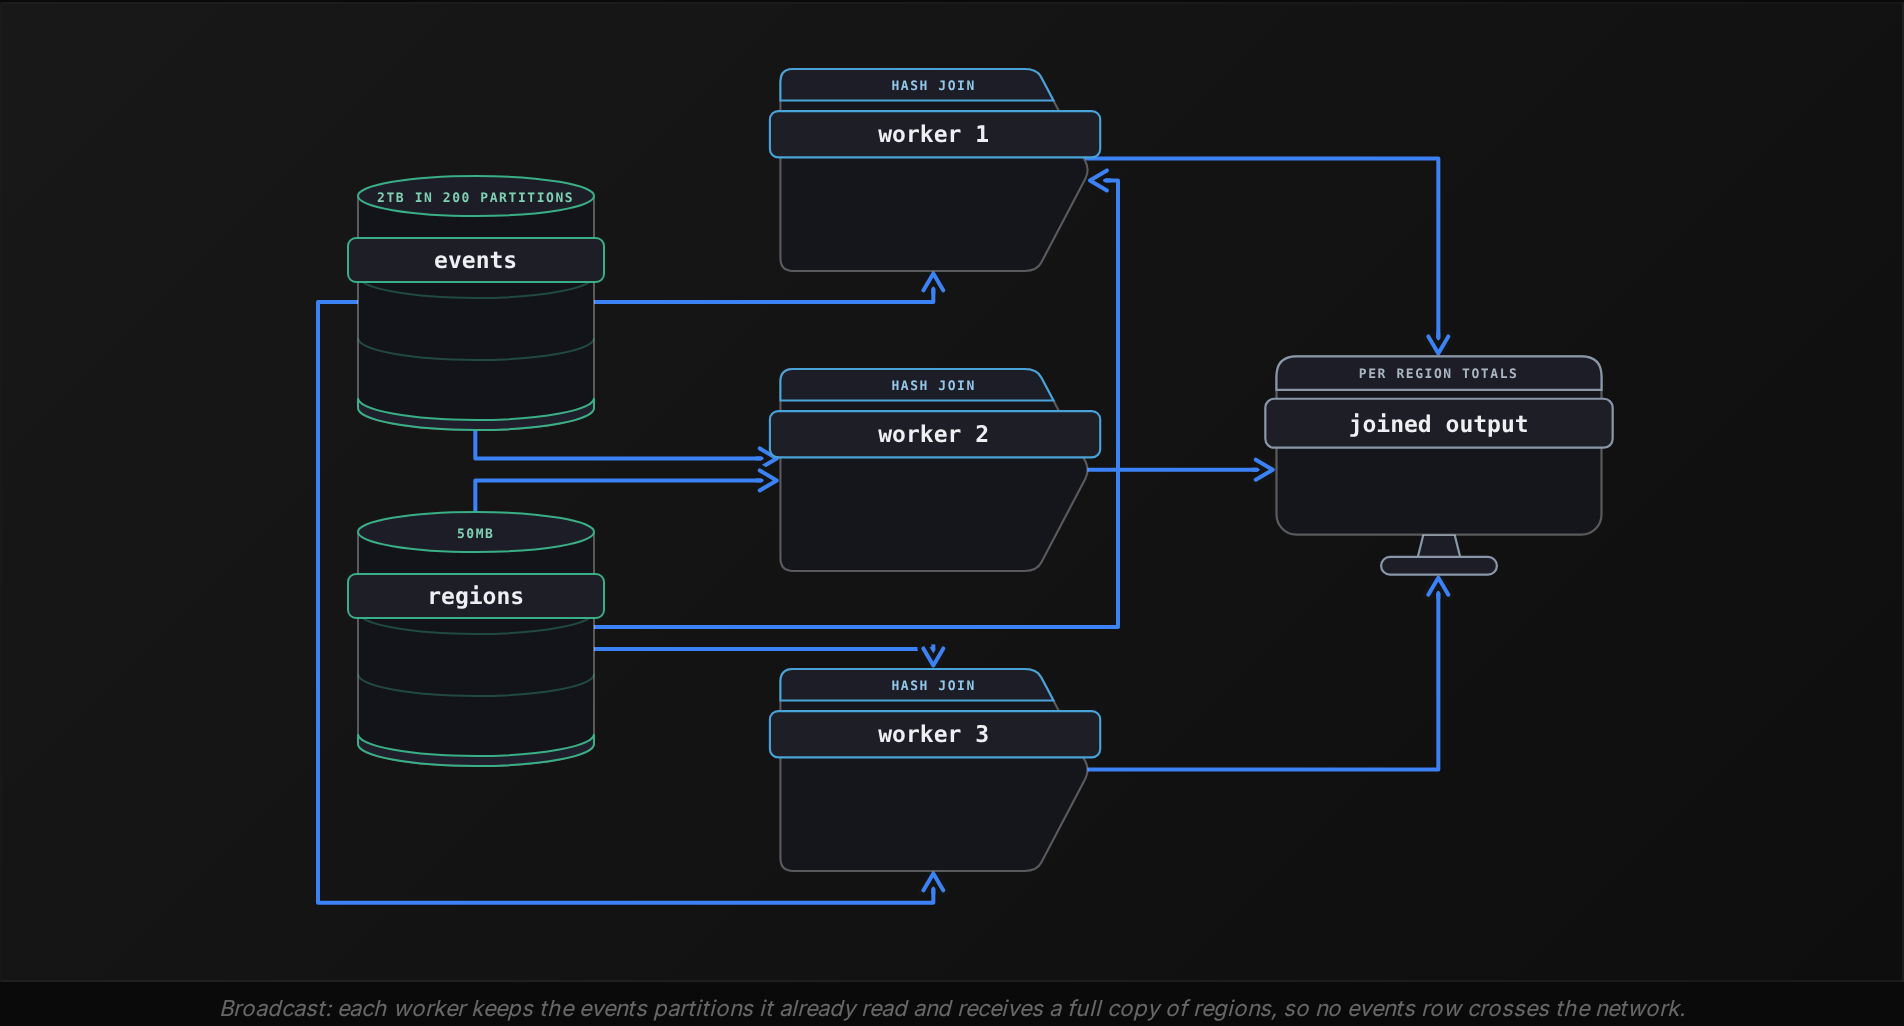 HASH JOIN
worker 1
2TB IN 200 PARTITIONS
events
HASH JOIN
worker 2
PER REGION TOTALS
joined output
50MB
regions
HASH JOIN
worker 3
Broadcast: each worker keeps the events partitions it already read and receives a full copy of regions, so no events row crosses the network.